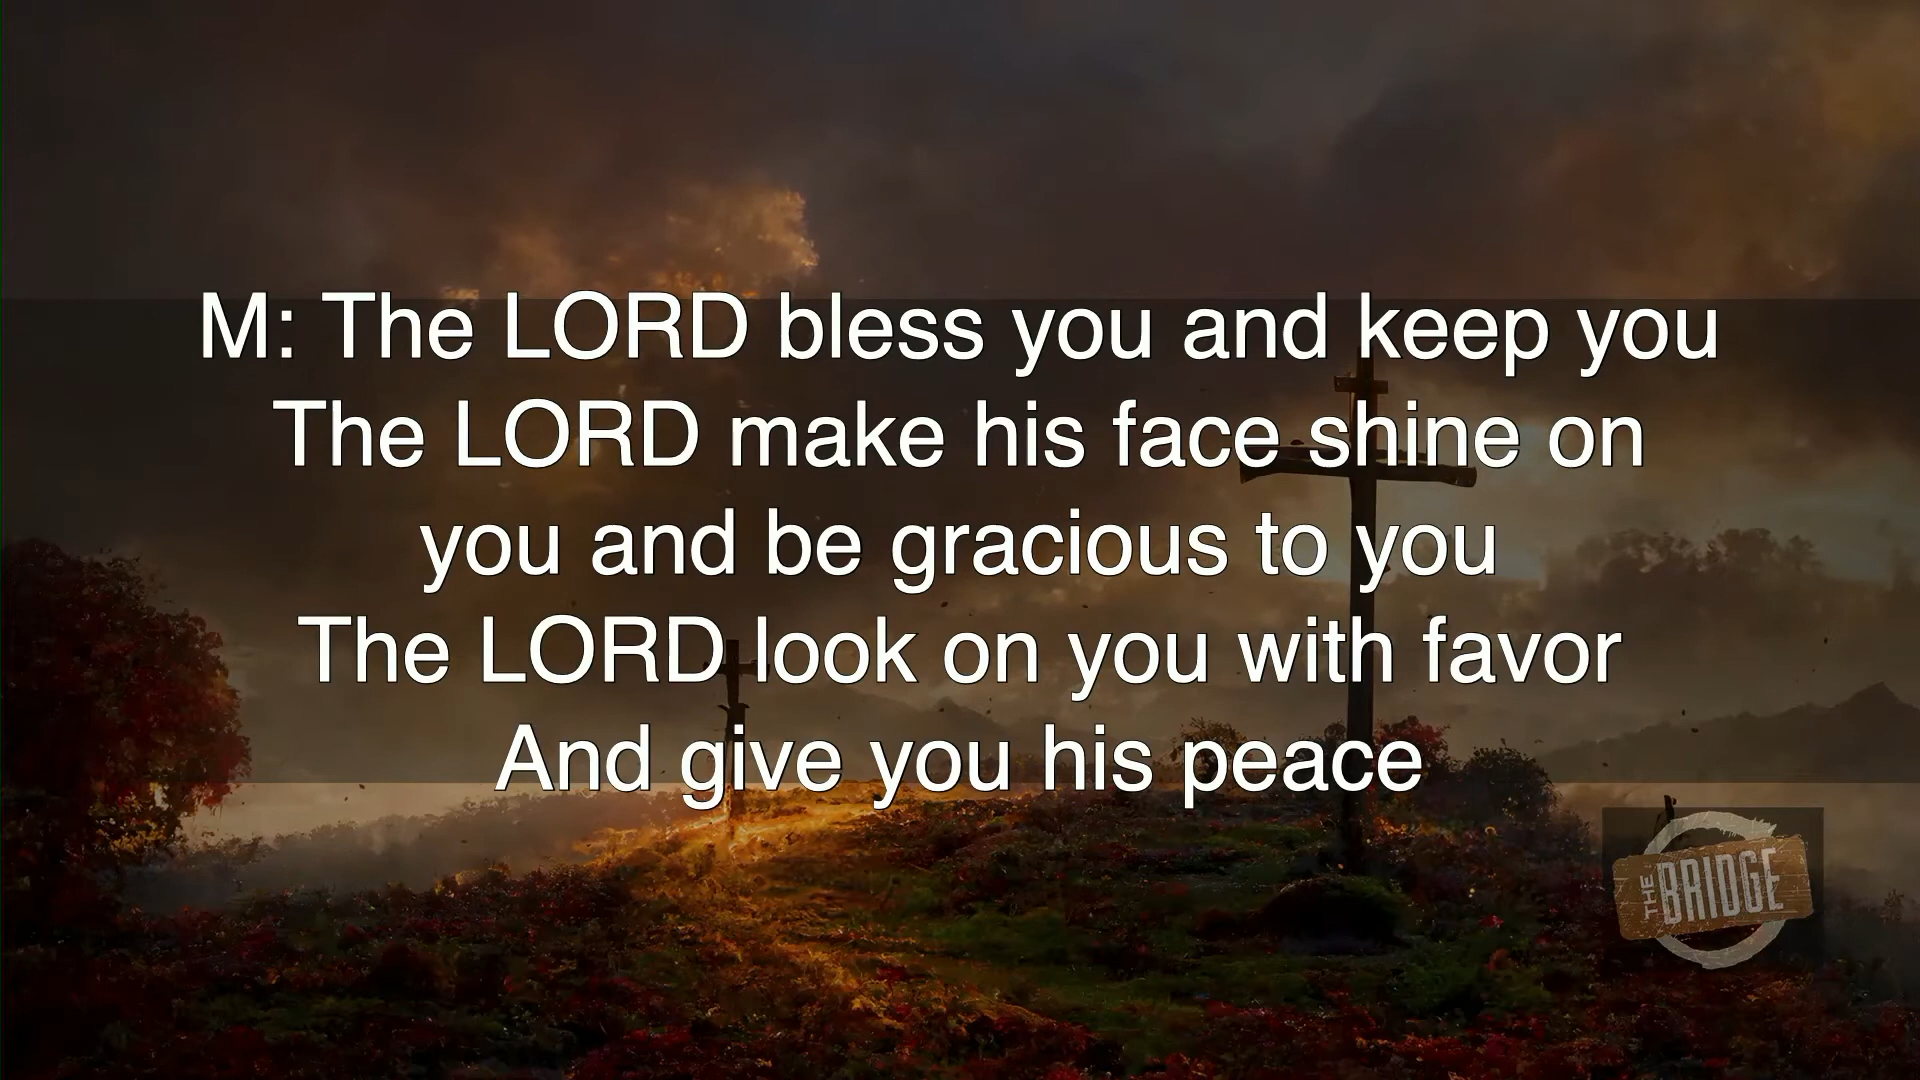 M: The LORD bless you and keep you
The LORD make his face shine on
you and be gracious to you
The LORD look on you with favor
And give you his peace
THE BRIDGE